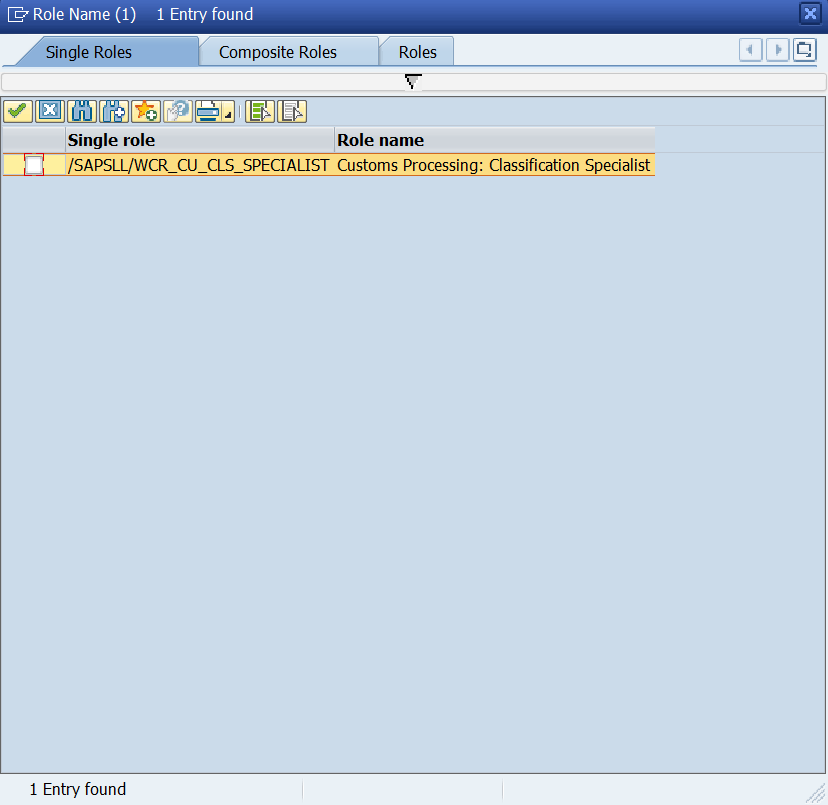 Role Name (1) 1 Entry found
Single Roles Composite Roles Roles
Single role Role name
/SAPSLL/WCR_CU_CLS_SPECIALIST Customs Processing: Classification Specialist
1 Entry found